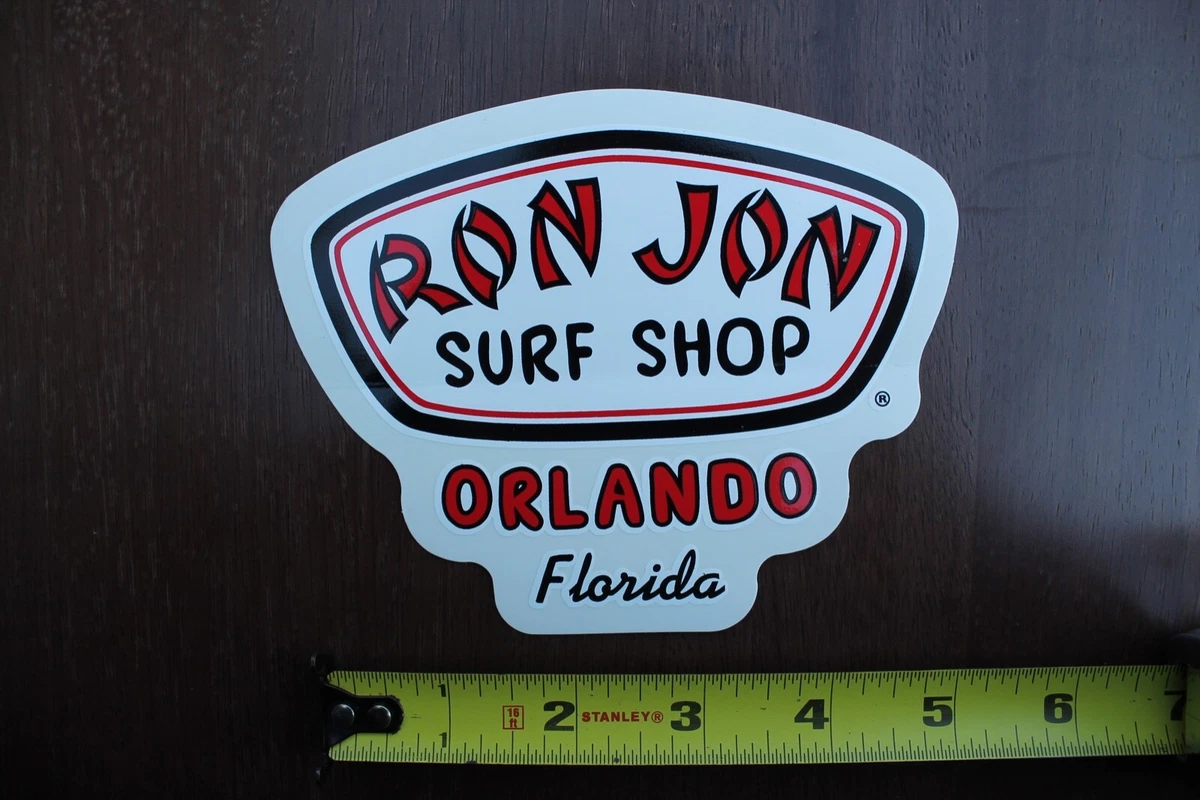 RON JON
SURF SHOP
®
ORLANDO
Florida
1 16 ft 2 STANLEY® 3 4 5 6 7
1